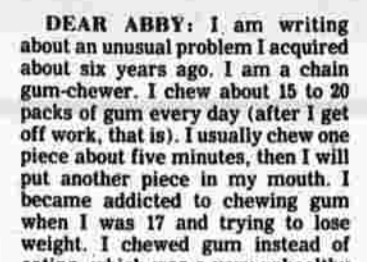 DEAR ABBY: I am writing
about an unusual problem I acquired
about six years ago. I am a chain
gum-chewer. I chew about 15 to 20
packs of gum every day (after I get
off work, that is). I usually chew one
piece about five minutes, then I will
put another piece in my mouth. I
became addicted to chewing gum
when I was 17 and trying to lose
weight. I chewed gum instead of